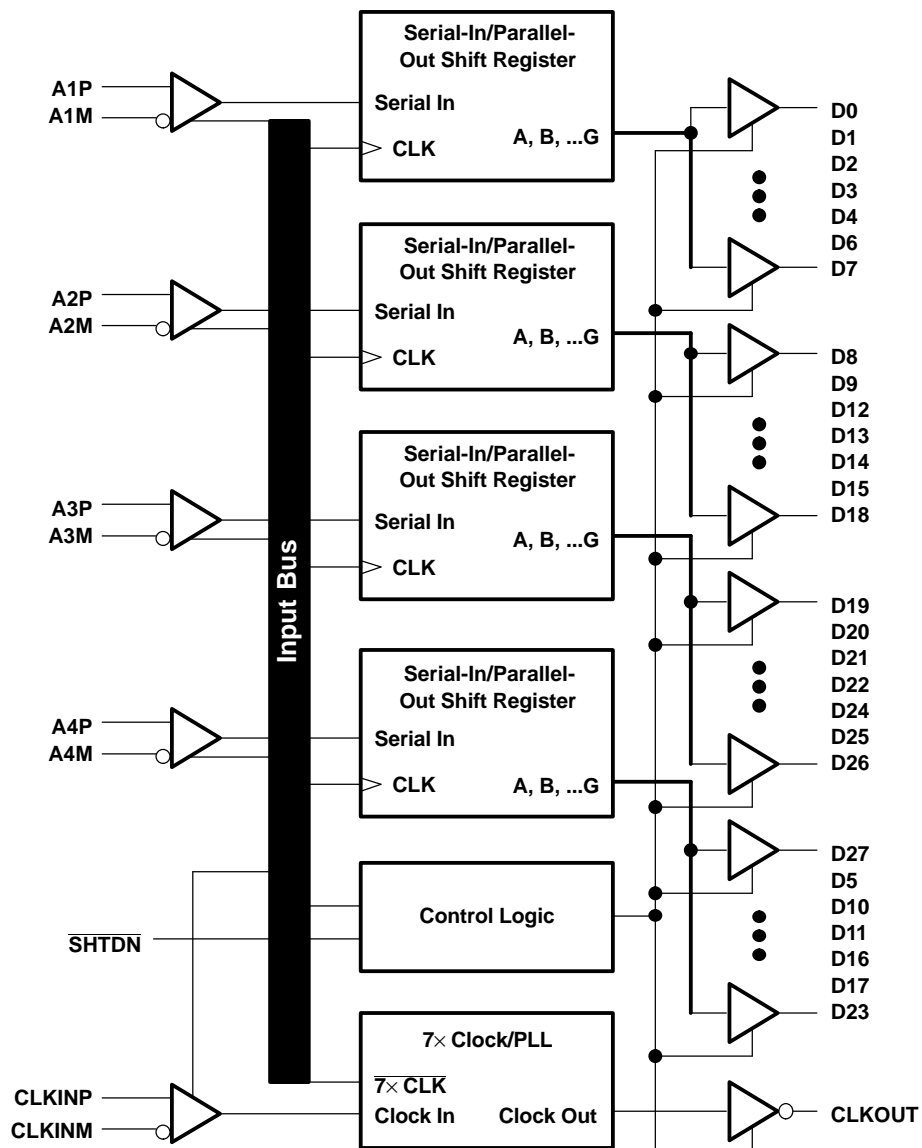 Serial-In/Parallel-
Out Shift Register
A1P
A1M
Serial In
CLK
A, B, ...G
D0
D1
D2
D3
D4
D6
D7
Serial-In/Parallel-
Out Shift Register
A2P
A2M
Serial In
CLK
A, B, ...G
D8
D9
D12
D13
D14
D15
D18
Serial-In/Parallel-
Out Shift Register
A3P
A3M
Serial In
CLK
A, B, ...G
Input Bus
D19
D20
D21
D22
D24
D25
D26
Serial-In/Parallel-
Out Shift Register
A4P
A4M
Serial In
CLK
A, B, ...G
D27
D5
D10
D11
D16
D17
D23
SHTDN
Control Logic
7× Clock/PLL
7× CLK
Clock In
Clock Out
CLKINP
CLKINM
CLKOUT